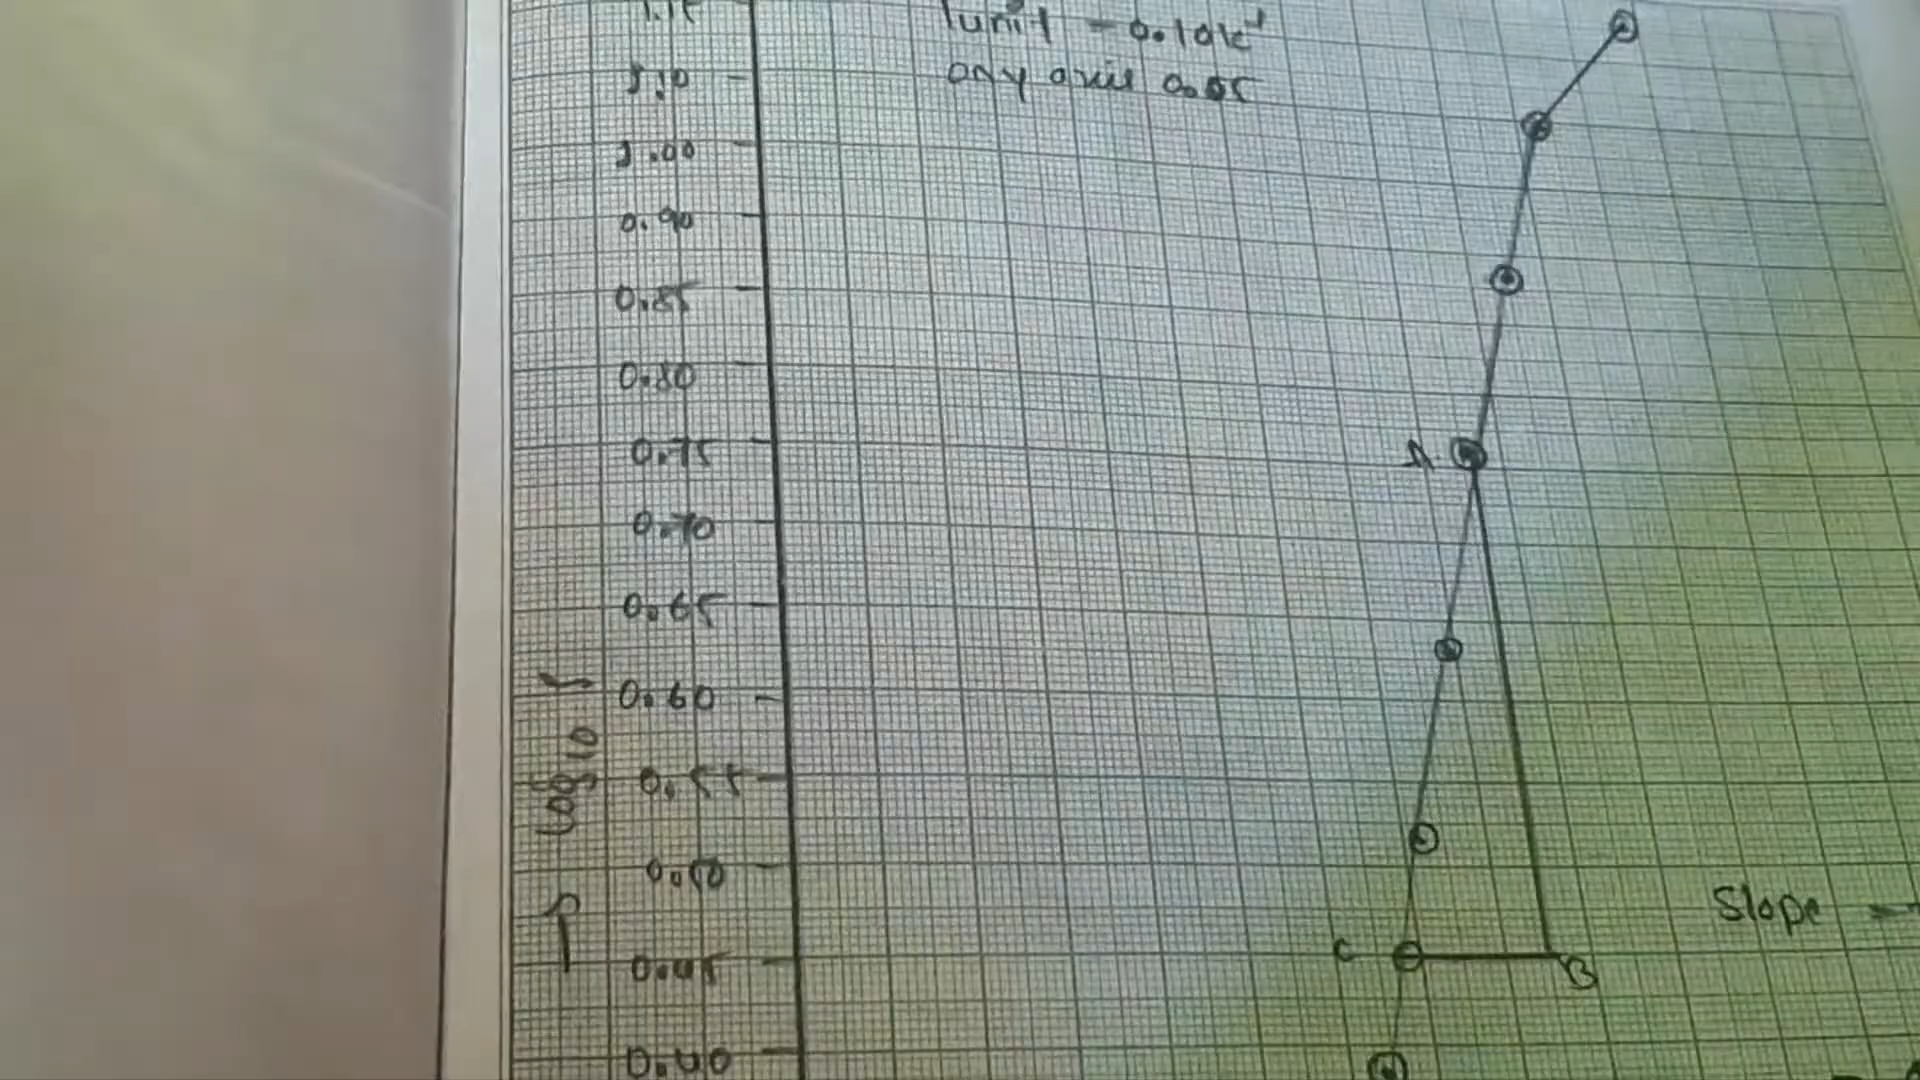 1.15
1 unit = 0.10 k⁻¹
on y axis 0.05
1.00
0.90
0.85
0.80
0.75
A
0.70
0.65
0.60
log10 I
0.55
0.50
Slope =
C
B
0.45
0.40